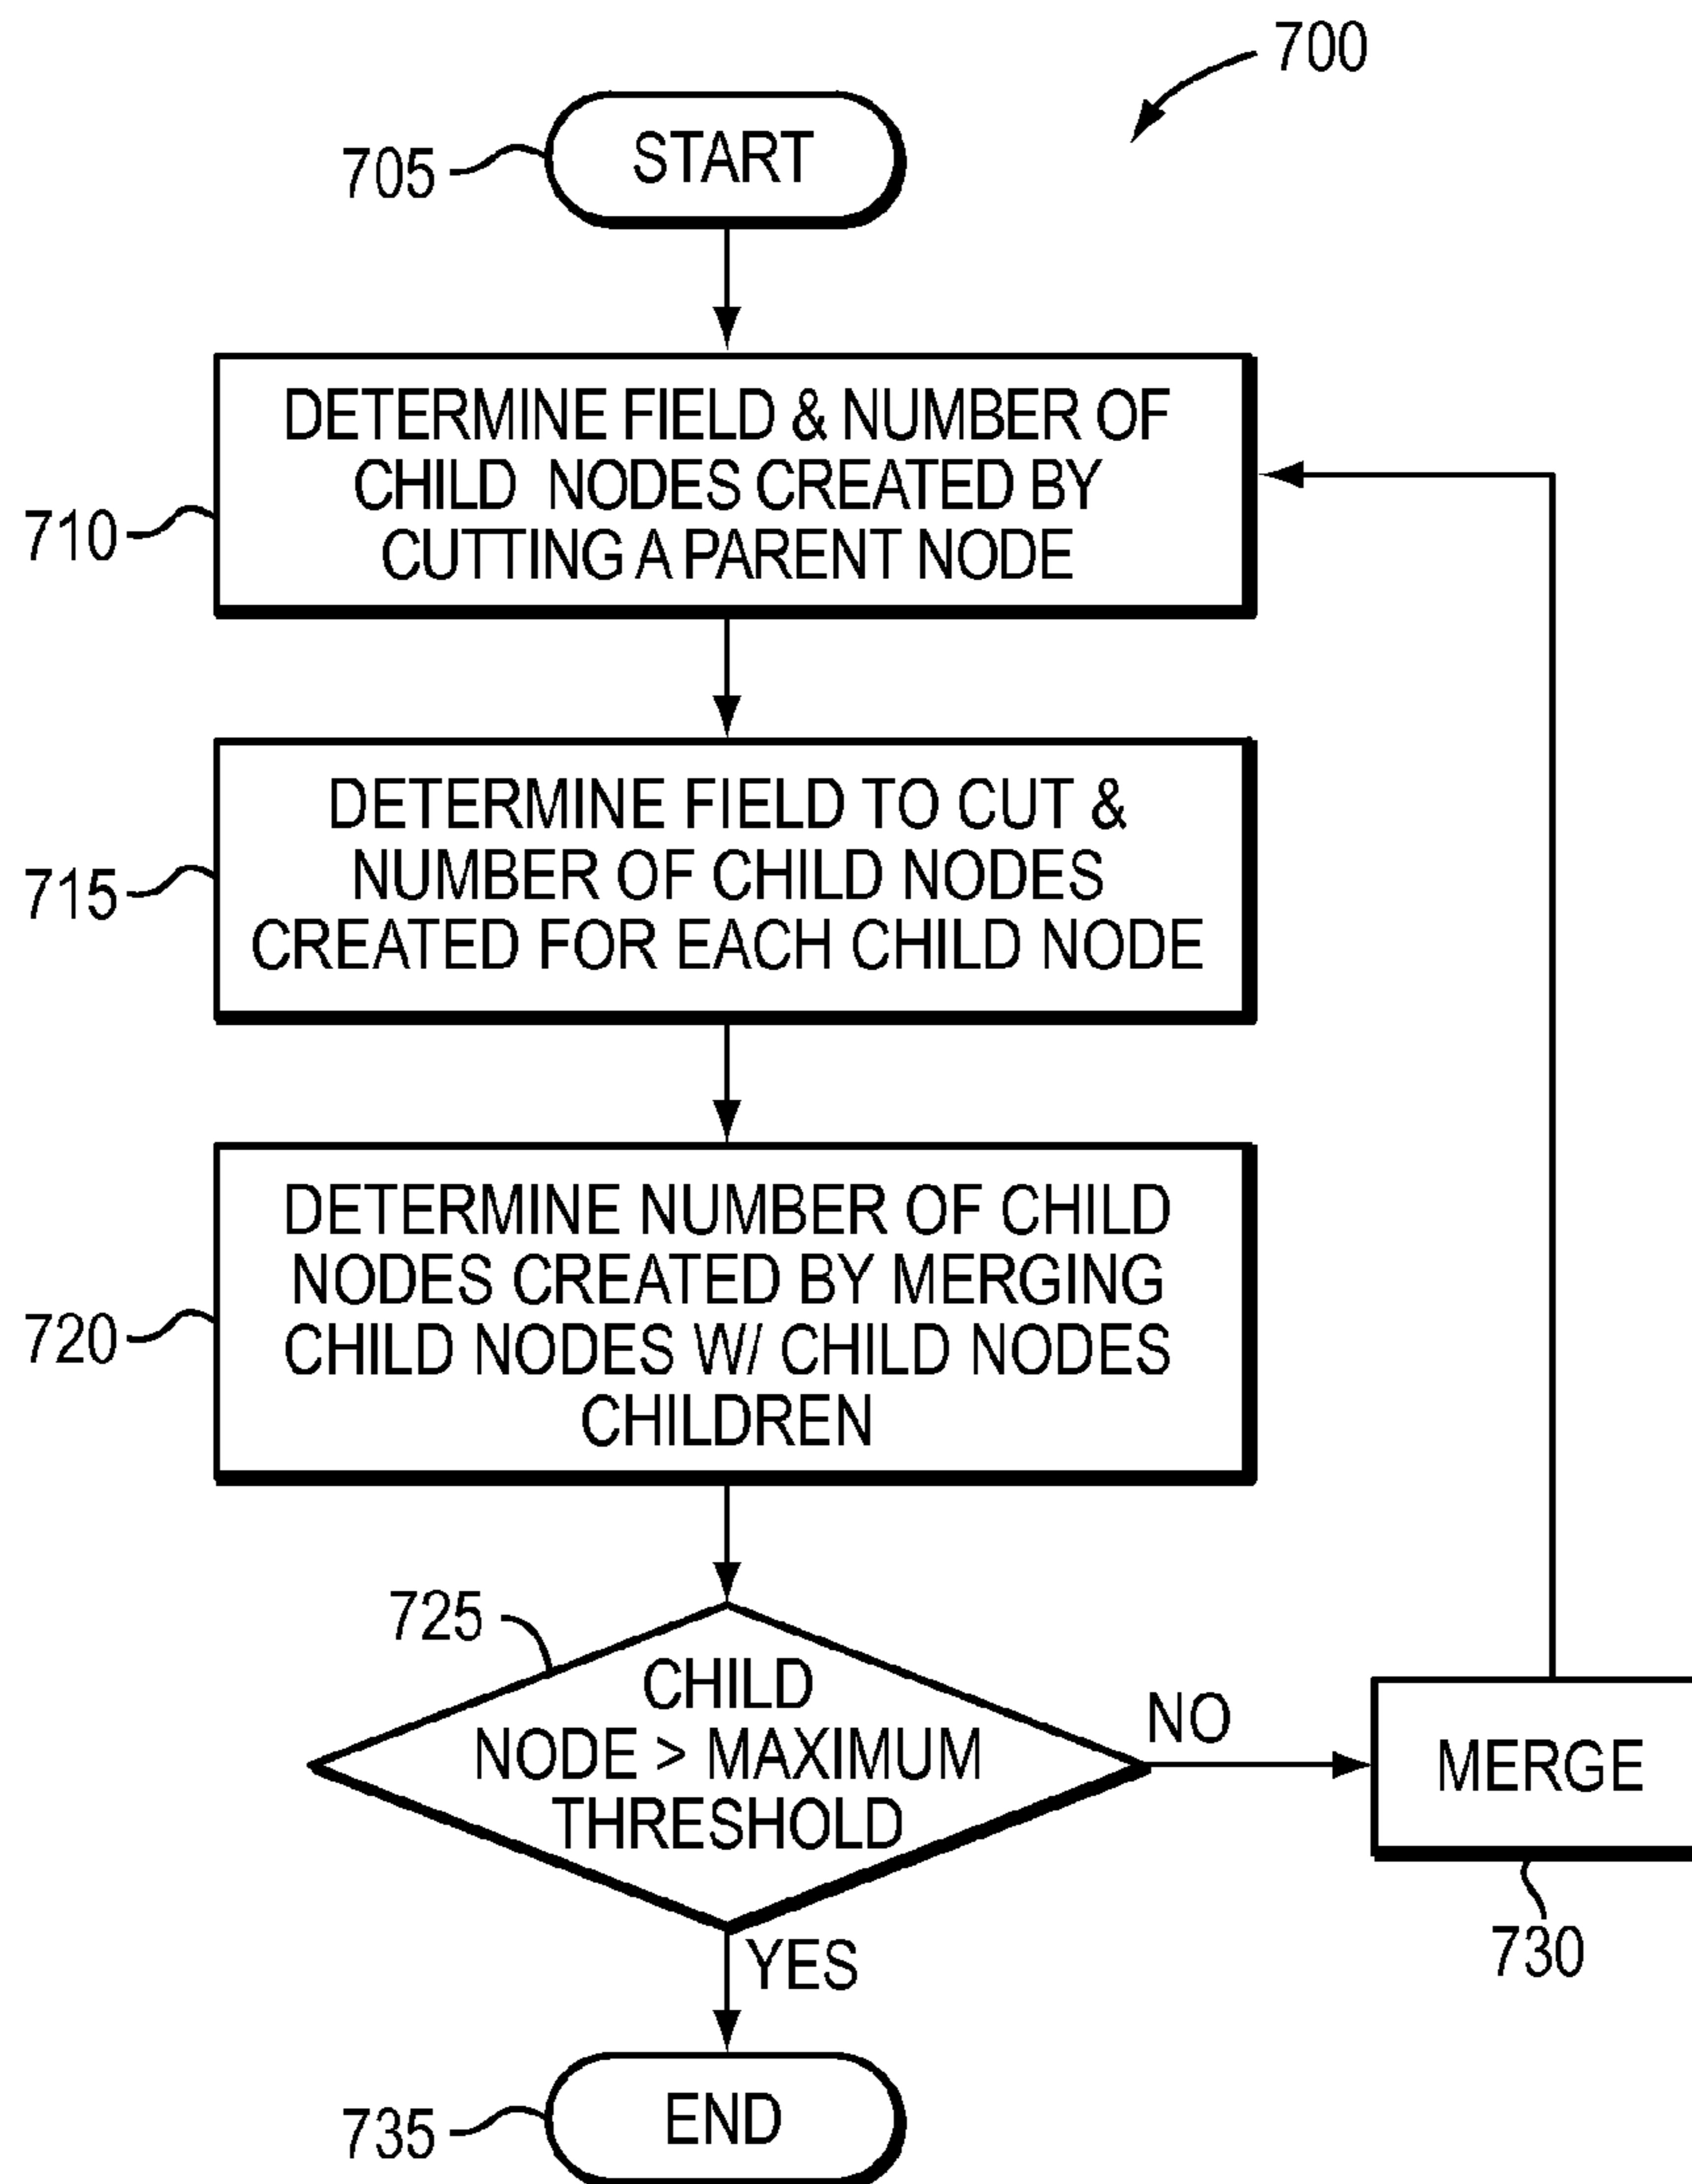 700
705
START
DETERMINE FIELD & NUMBER OF
CHILD NODES CREATED BY
CUTTING A PARENT NODE
710
DETERMINE FIELD TO CUT &
NUMBER OF CHILD NODES
CREATED FOR EACH CHILD NODE
715
DETERMINE NUMBER OF CHILD
NODES CREATED BY MERGING
CHILD NODES W/ CHILD NODES
CHILDREN
720
725
CHILD
NODE > MAXIMUM
THRESHOLD
NO
MERGE
730
YES
735
END